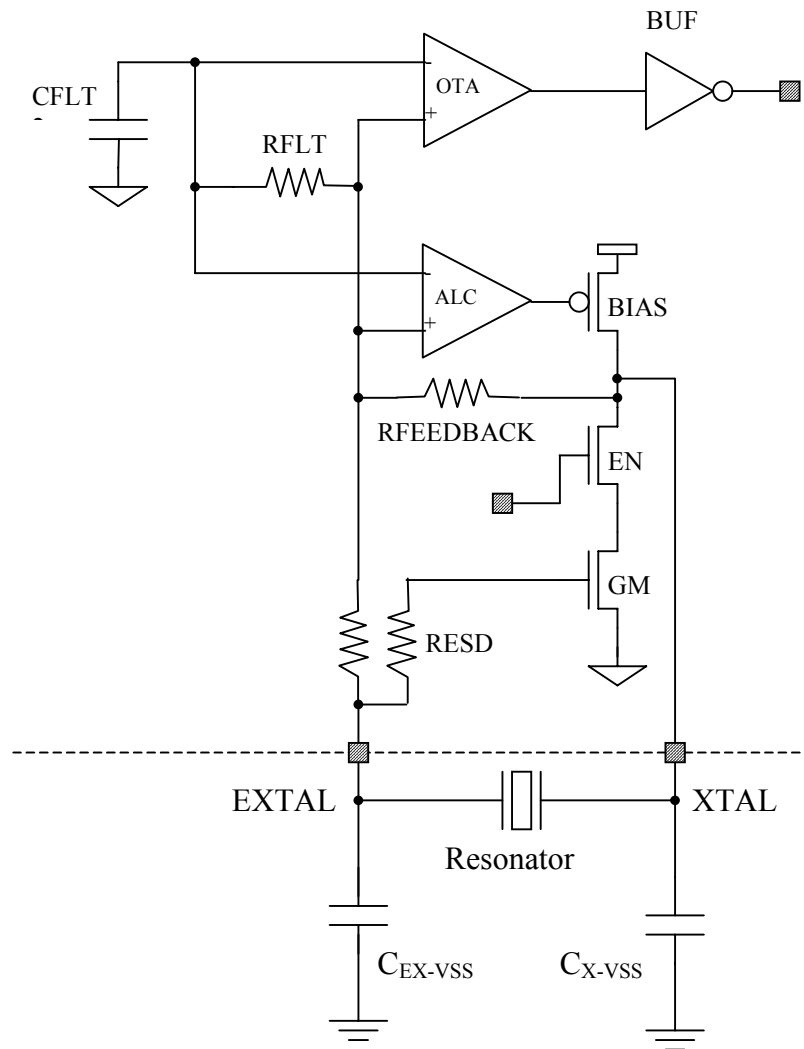 BUF
CFLT
-
OTA
+
RFLT
-
ALC
+
BIAS
RFEEDBACK
EN
GM
RESD
EXTAL
XTAL
Resonator
CEX-VSS
CX-VSS